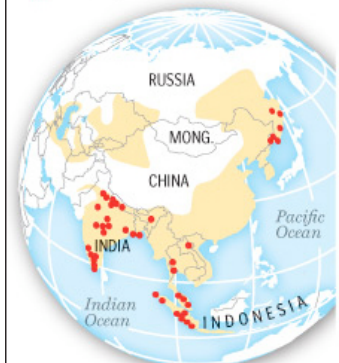 RUSSIA
MONG.
CHINA
Pacific
Ocean
INDIA
Indian
Ocean
INDONESIA